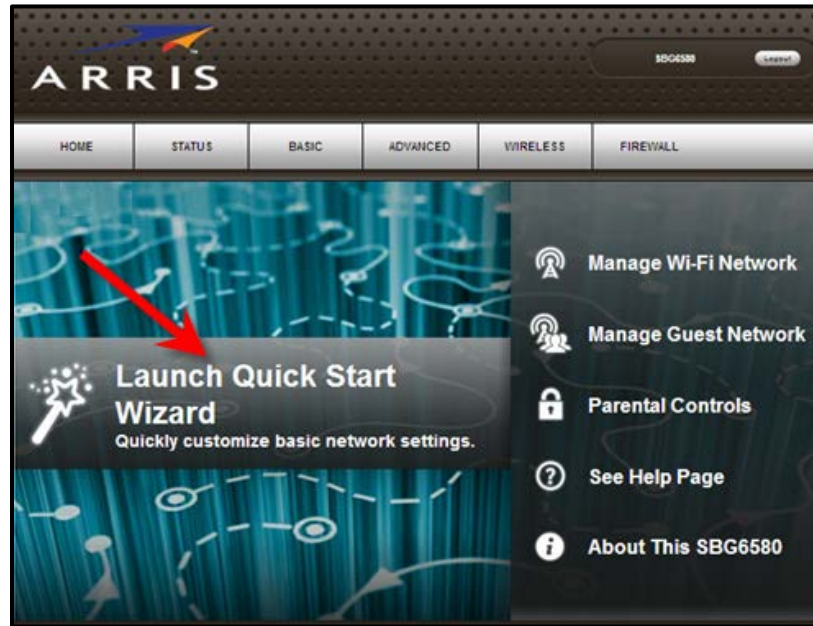 ARRIS
SBG6580
Logout
HOME
STATUS
BASIC
ADVANCED
WIRELESS
FIREWALL
Launch Quick Start
Wizard
Quickly customize basic network settings.
Manage Wi-Fi Network
Manage Guest Network
Parental Controls
See Help Page
About This SBG6580